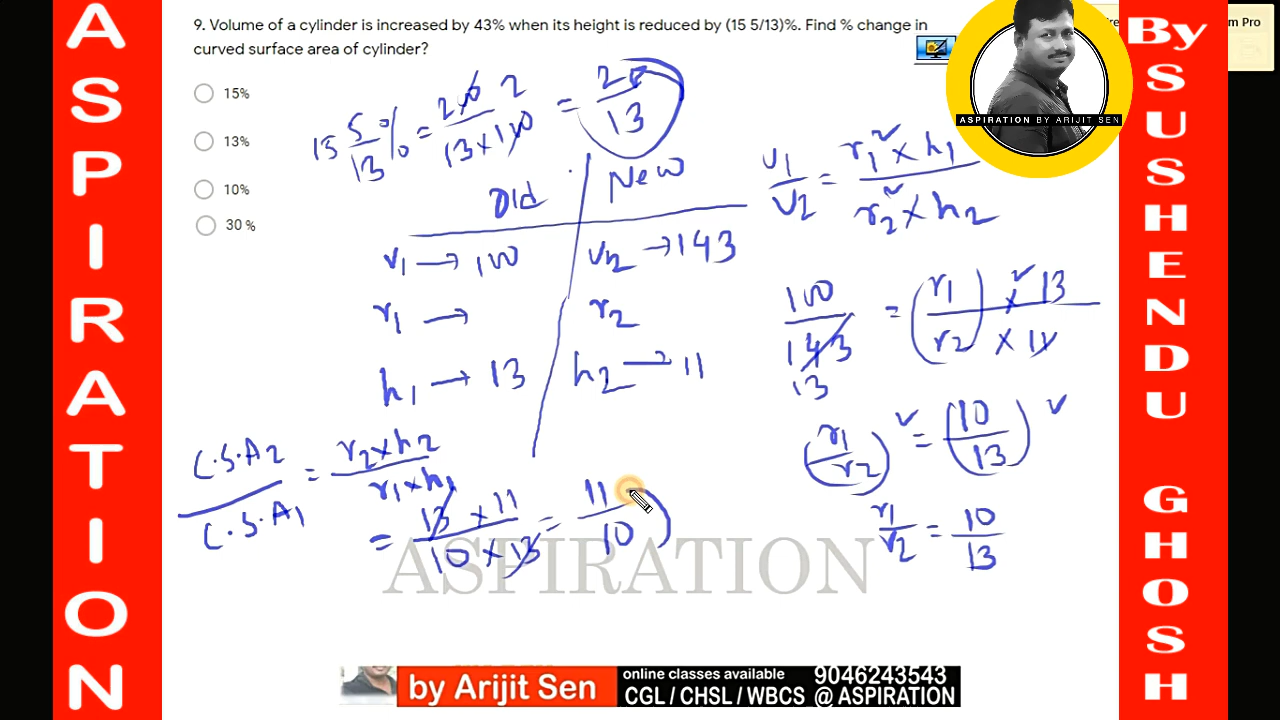 9. Volume of a cylinder is increased by 43% when its height is reduced by (15 5/13)%. Find % change in
curved surface area of cylinder?
15%
13%
10%
30 %
15 5/13 % = 200 2 / 13 × 100 = 2/13
Old New
V1 → 100 V2 → 143
r1 → r2
h1 → 13 h2 → 11
V1/V2 = r1² × h1 / r2² × h2
100/143 = (r1/r2)² × 13 / × 11
13
(r1/r2)² = (10/13)²
r1/r2 = 10/13
C.S.A2 / C.S.A1 = r2 × h2 / r1 × h1
= 13 × 11 / 10 × 13 = 11/10
ASPIRATION
ASPIRATION
By SUSHENDU GHOSH
ASPIRATION BY ARIJIT SEN
m Pro
by Arijit Sen
online classes available 9046243543
CGL / CHSL / WBCS @ ASPIRATION